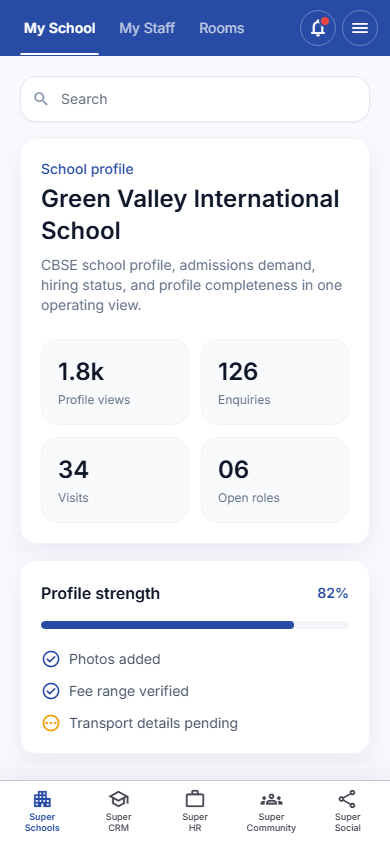 My School My Staff Rooms
Search
School profile
Green Valley International
School
CBSE school profile, admissions demand,
hiring status, and profile completeness in one
operating view.
1.8k
Profile views
126
Enquiries
34
Visits
06
Open roles
Profile strength 82%
Photos added
Fee range verified
Transport details pending
Super
Schools
Super
CRM
Super
HR
Super
Community
Super
Social